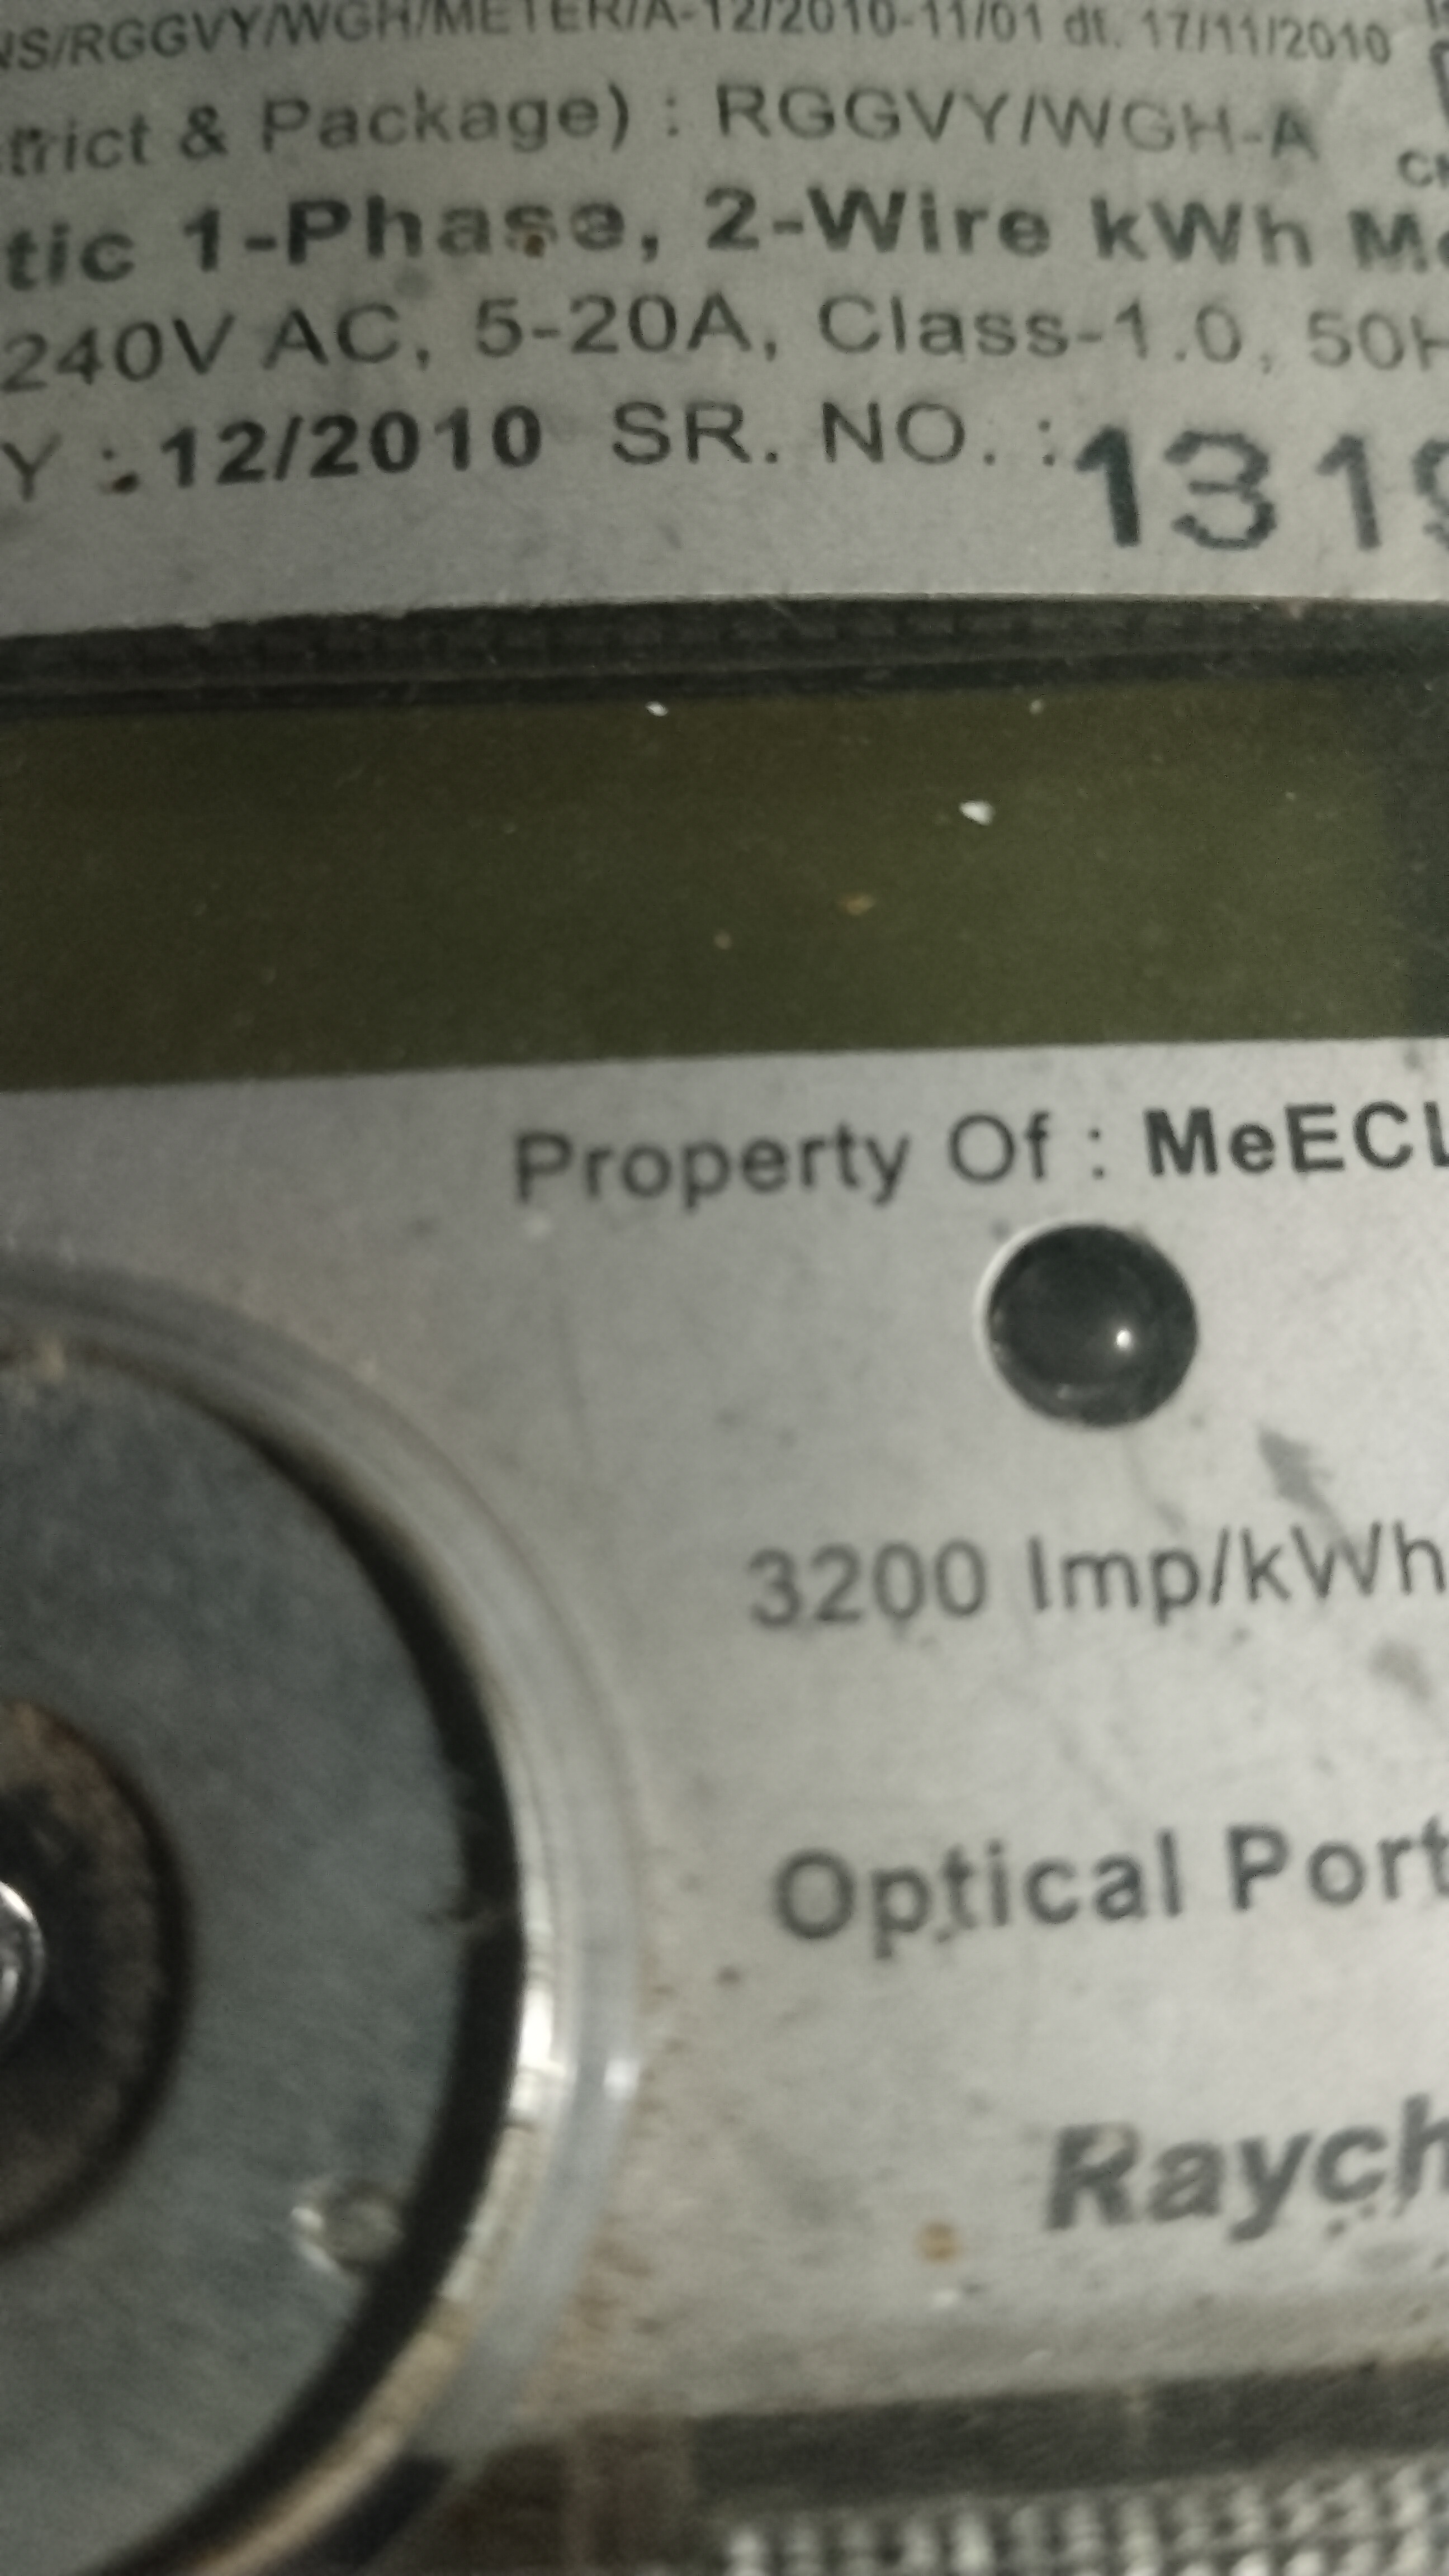 NS/RGGVY/WGH/METER/A-12/2010-11/01 dt. 17/11/2010
trict & Package) : RGGVY/WGH-A
tic 1-Phase, 2-Wire kWh Me
240V AC, 5-20A, Class-1.0, 50H
Y : 12/2010 SR. NO. : 1319
Property Of : MeECL
3200 Imp/kWh
Optical Port
Raych